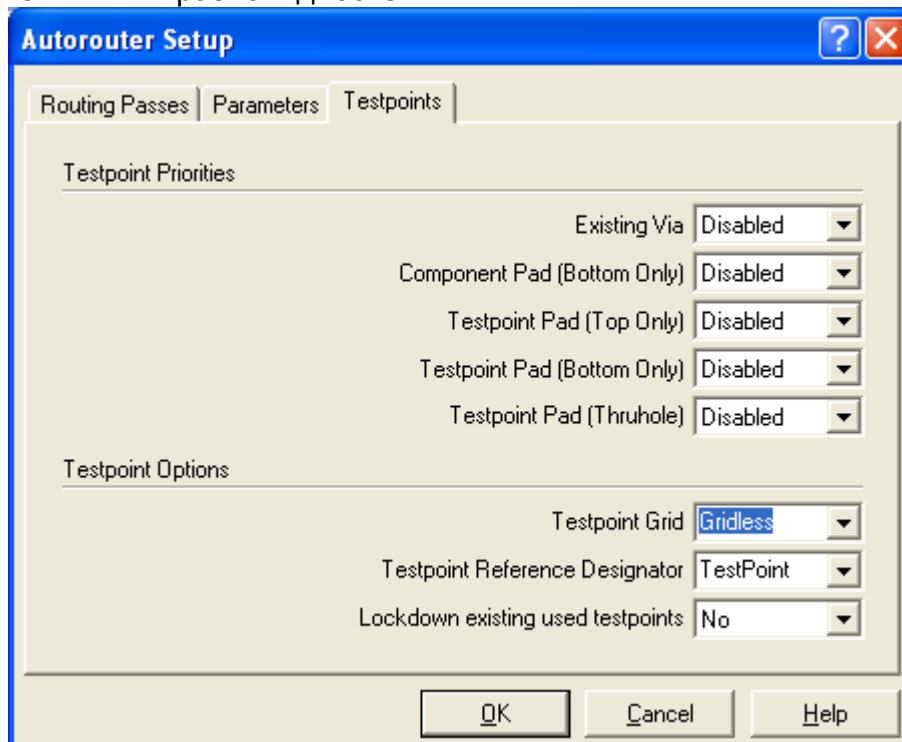 Autorouter Setup
Routing Passes Parameters Testpoints
Testpoint Priorities
Existing Via Disabled
Component Pad (Bottom Only) Disabled
Testpoint Pad (Top Only) Disabled
Testpoint Pad (Bottom Only) Disabled
Testpoint Pad (Thruhole) Disabled
Testpoint Options
Testpoint Grid Gridless
Testpoint Reference Designator TestPoint
Lockdown existing used testpoints No
OK Cancel Help